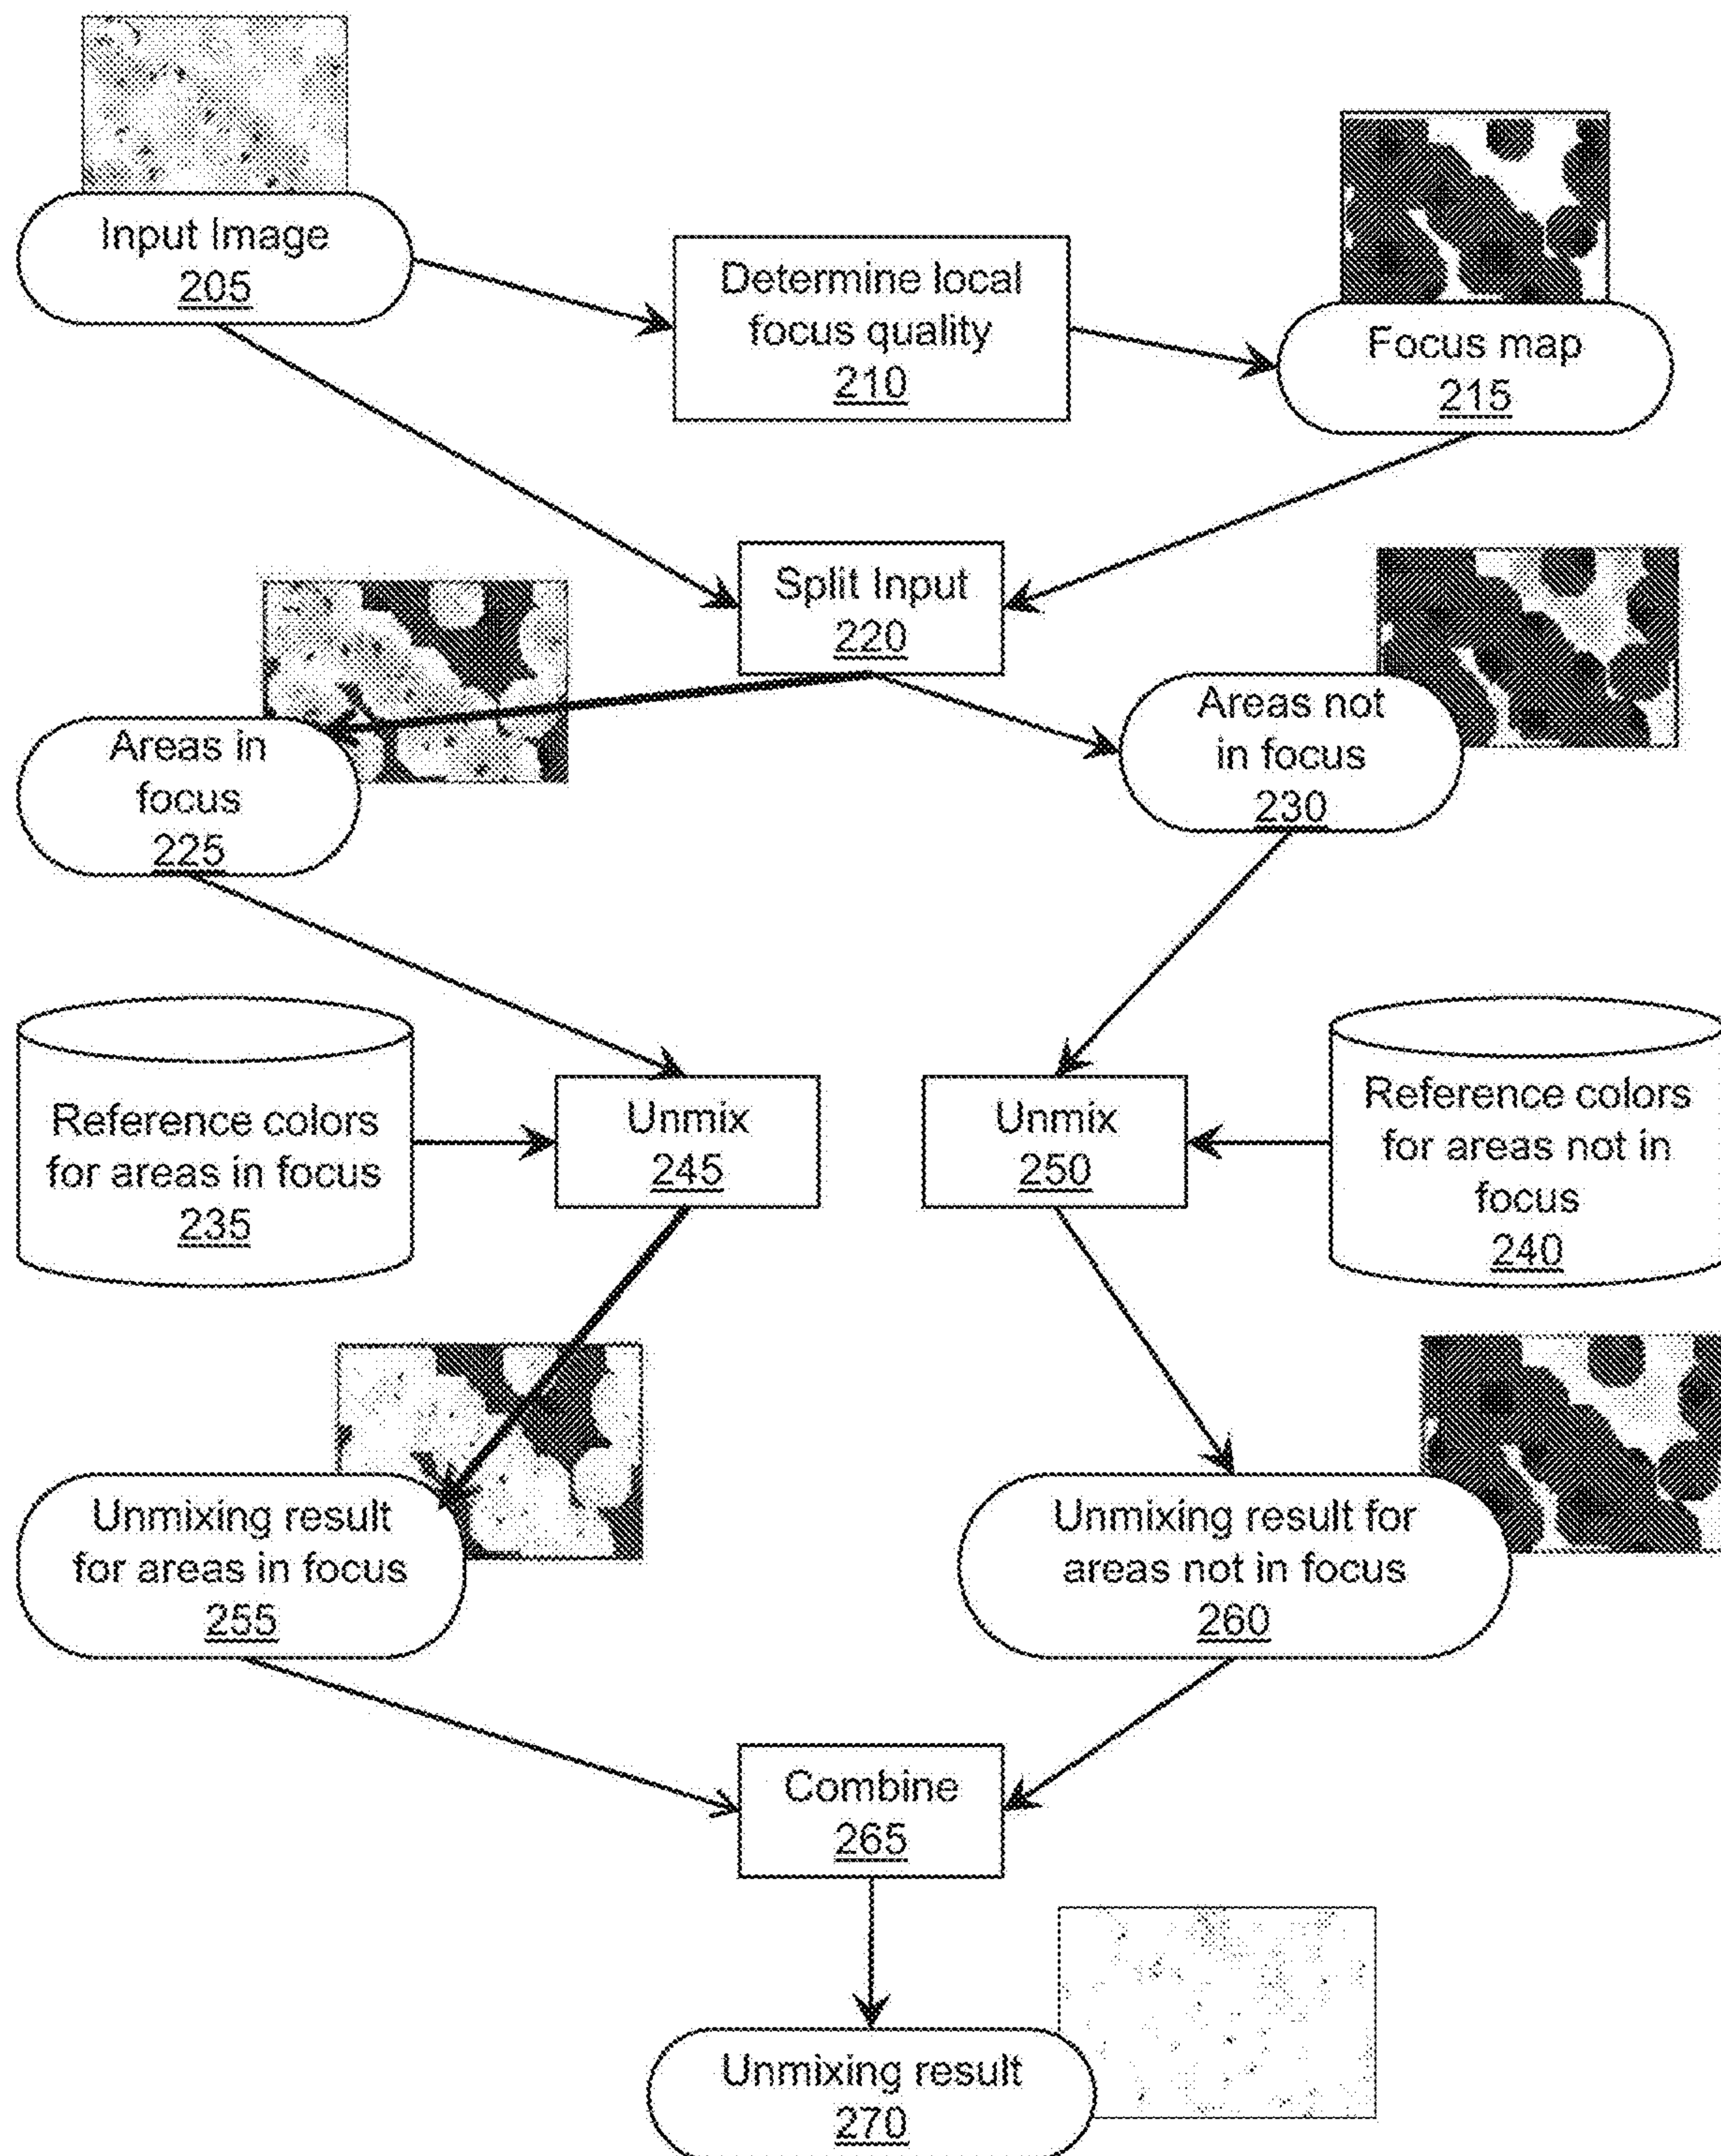 Input Image
205
Determine local
focus quality
210
Focus map
215
Split Input
220
Areas in
focus
225
Areas not
in focus
230
Reference colors
for areas in focus
235
Unmix
245
Unmix
250
Reference colors
for areas not in
focus
240
Unmixing result
for areas in focus
255
Unmixing result for
areas not in focus
260
Combine
265
Unmixing result
270